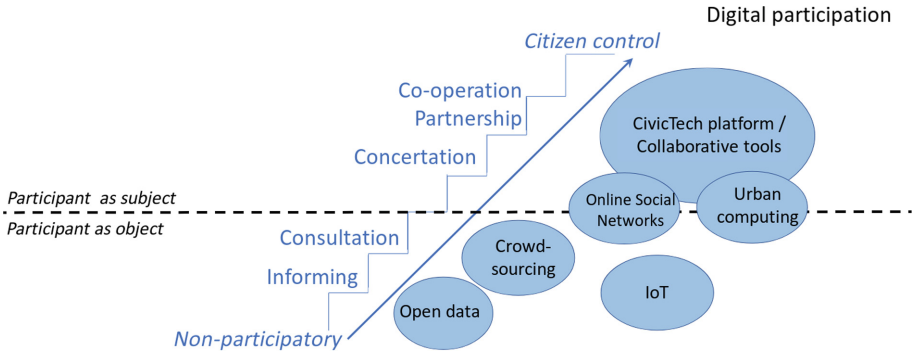 Digital participation
Citizen control
Co-operation
Partnership
Concertation
CivicTech platform /
Collaborative tools
Participant as subject
Participant as object
Online Social
Networks
Urban
computing
Consultation
Informing
Non-participatory
Crowd-
sourcing
Open data
IoT